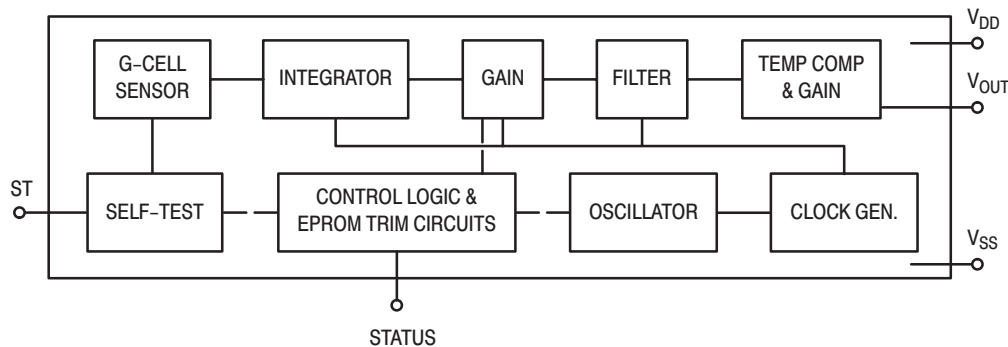 V_DD
G–CELL
SENSOR
INTEGRATOR
GAIN
FILTER
TEMP COMP
& GAIN
V_OUT
ST
SELF–TEST
CONTROL LOGIC &
EPROM TRIM CIRCUITS
OSCILLATOR
CLOCK GEN.
V_SS
STATUS